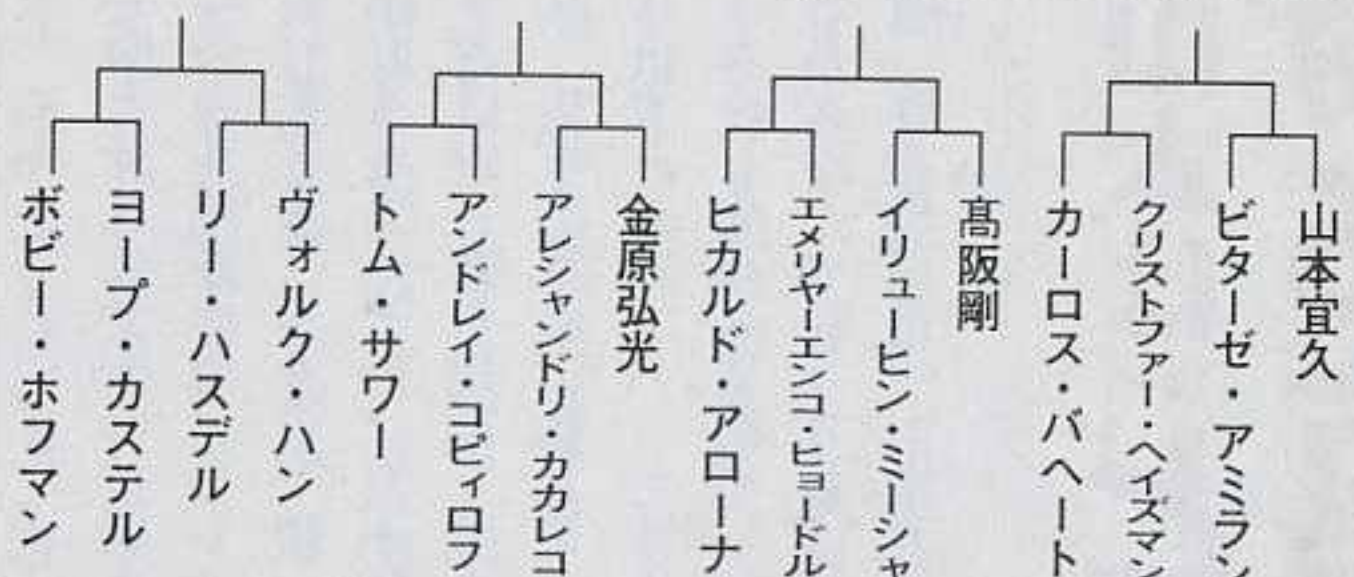 山本宜久
ビターゼ・アミラン
クリストファー・ヘイズマン
カーロス・バヘート
髙阪剛
イリューヒン・ミーシャ
エメリヤーエンコ・ヒョードル
ヒカルド・アローナ
金原弘光
アレシャンドリ・カカレコ
アンドレイ・コピィロフ
トム・サワー
ヴォルク・ハン
リー・ハスデル
ヨープ・カステル
ボビー・ホフマン